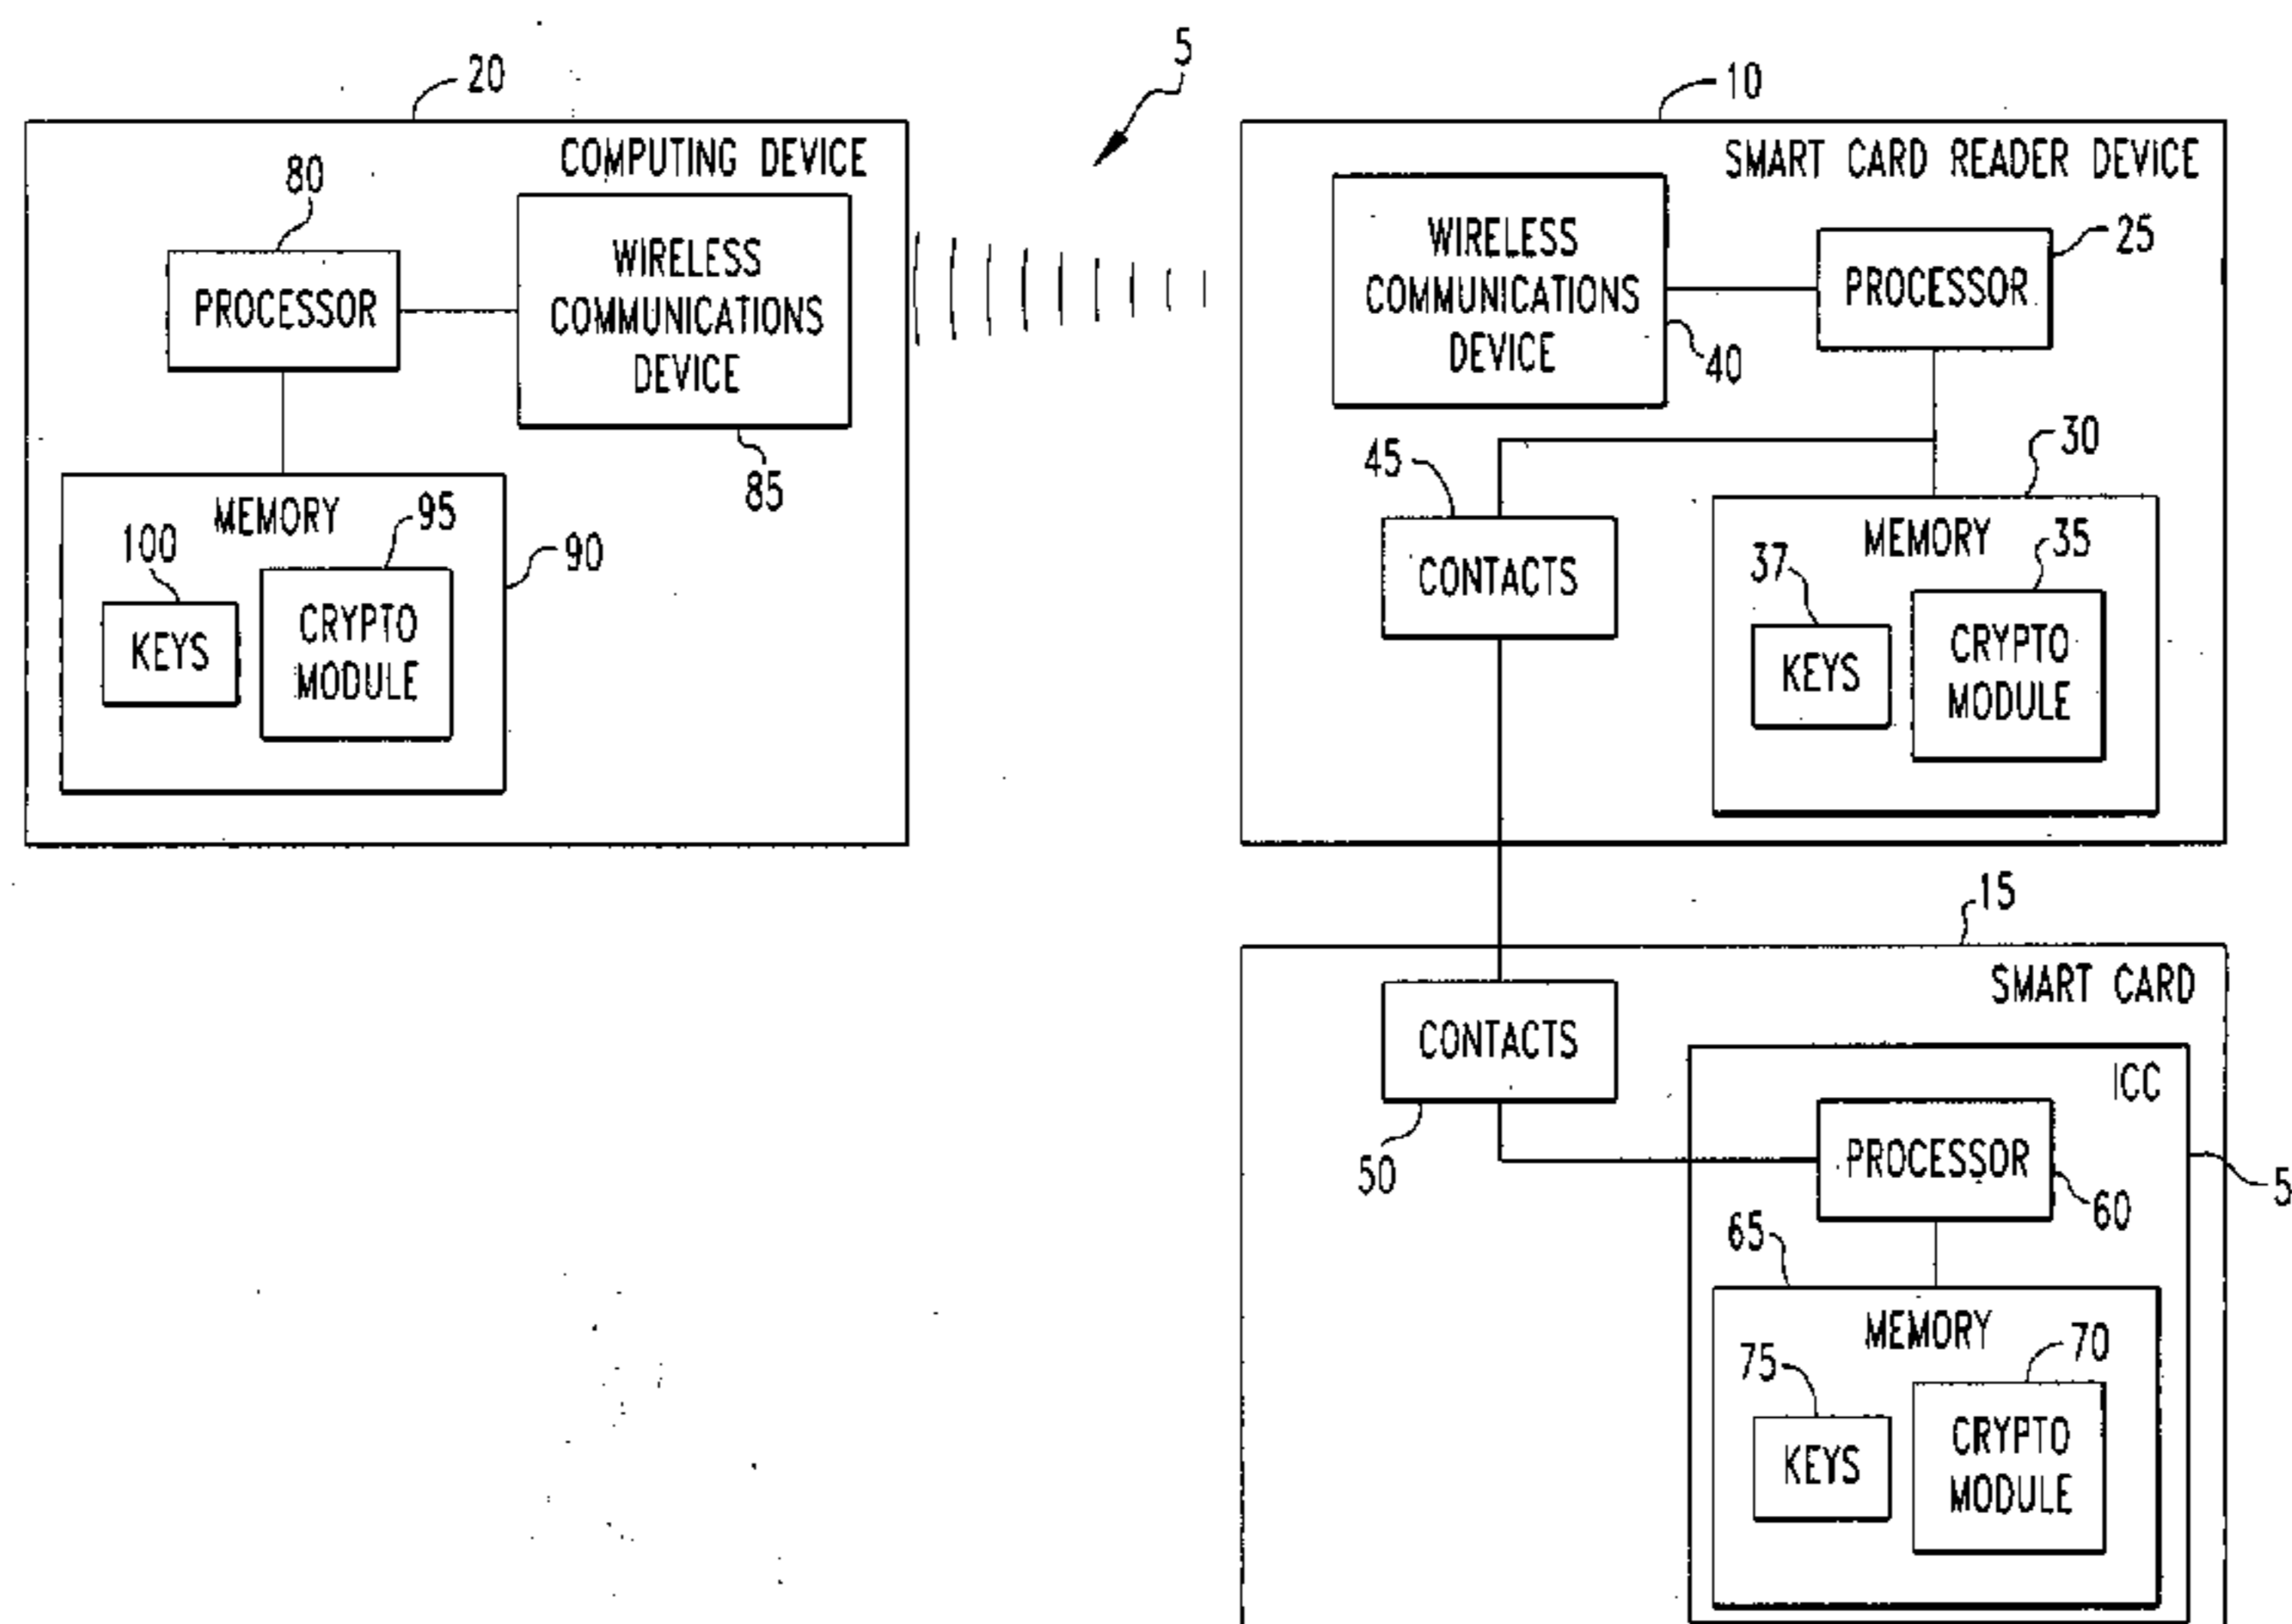 20
COMPUTING DEVICE
80
PROCESSOR
WIRELESS
COMMUNICATIONS
DEVICE
85
MEMORY
100
95
90
KEYS
CRYPTO
MODULE
5
10
SMART CARD READER DEVICE
WIRELESS
COMMUNICATIONS
DEVICE
40
PROCESSOR
25
45
CONTACTS
30
MEMORY
37
35
KEYS
CRYPTO
MODULE
15
SMART CARD
CONTACTS
50
ICC
PROCESSOR
60
5
65
MEMORY
75
70
KEYS
CRYPTO
MODULE